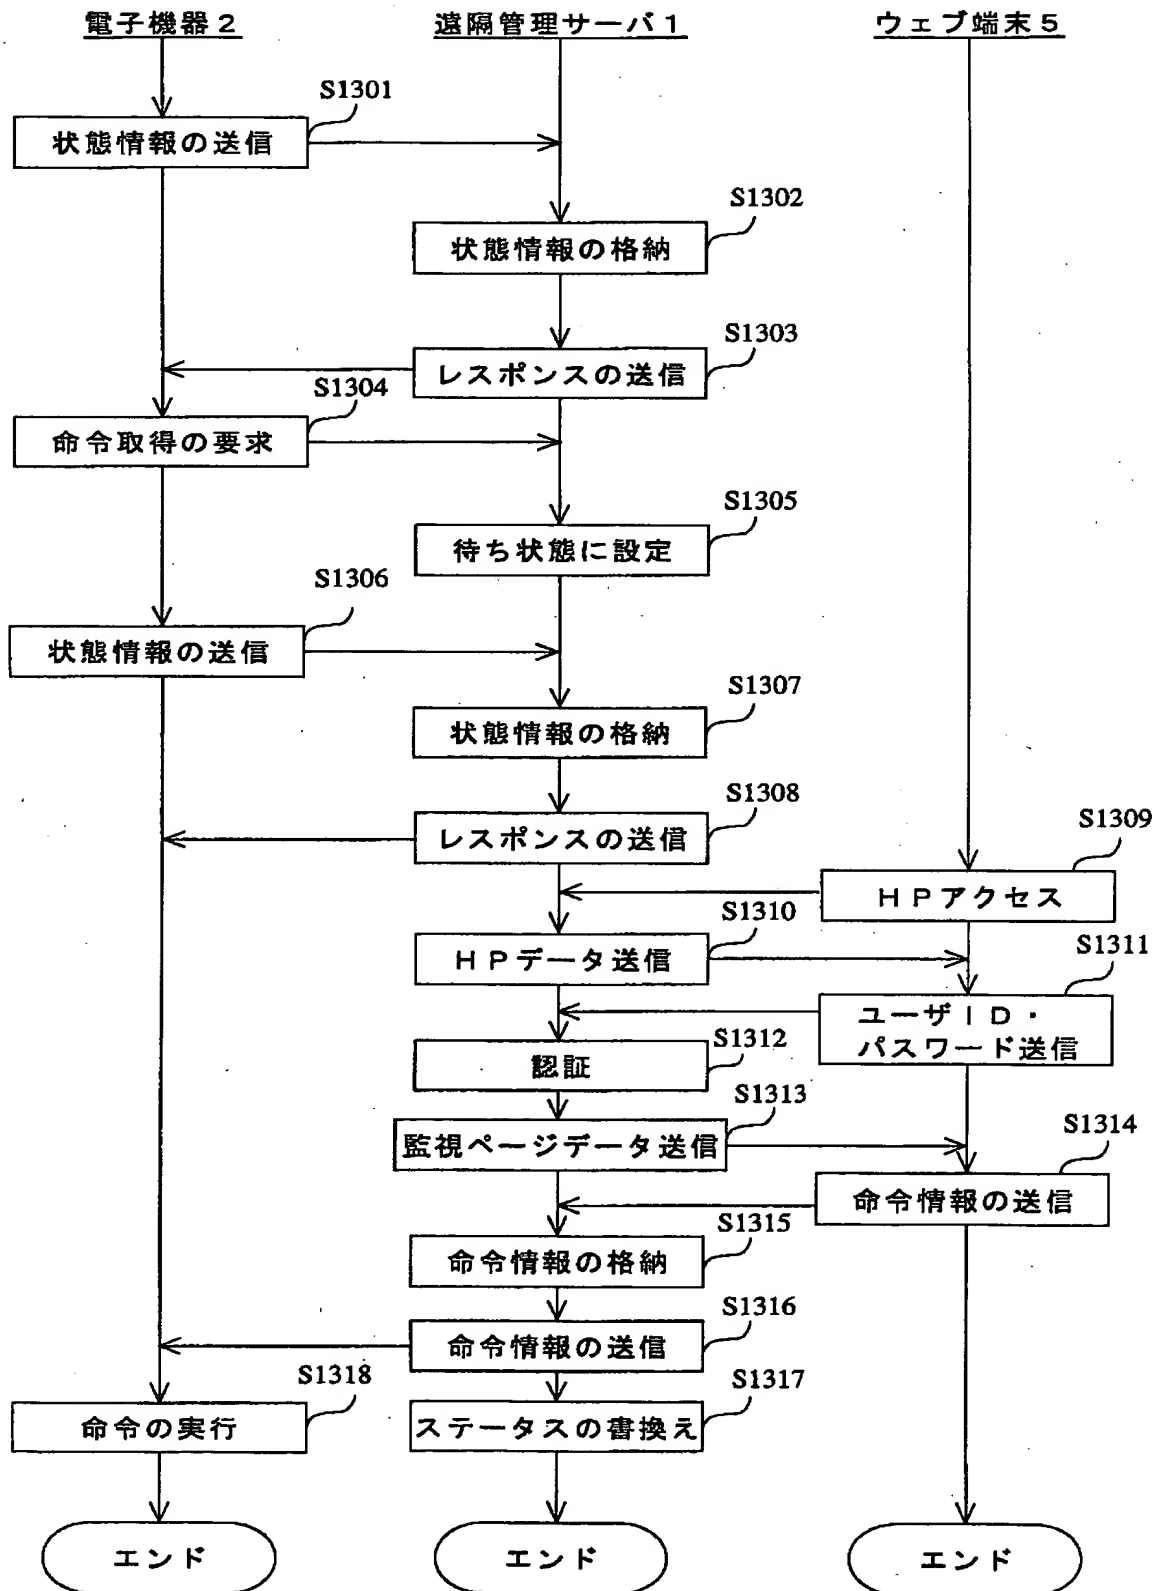 電子機器2
遠隔管理サーバ1
ウェブ端末5
S1301
状態情報の送信
S1302
状態情報の格納
S1303
レスポンスの送信
S1304
命令取得の要求
S1305
待ち状態に設定
S1306
状態情報の送信
S1307
状態情報の格納
S1308
レスポンスの送信
S1309
HPアクセス
S1310
HPデータ送信
S1311
ユーザID・
パスワード送信
S1312
認証
S1313
監視ページデータ送信
S1314
命令情報の送信
S1315
命令情報の格納
S1316
命令情報の送信
S1317
ステータスの書換え
S1318
命令の実行
エンド
エンド
エンド